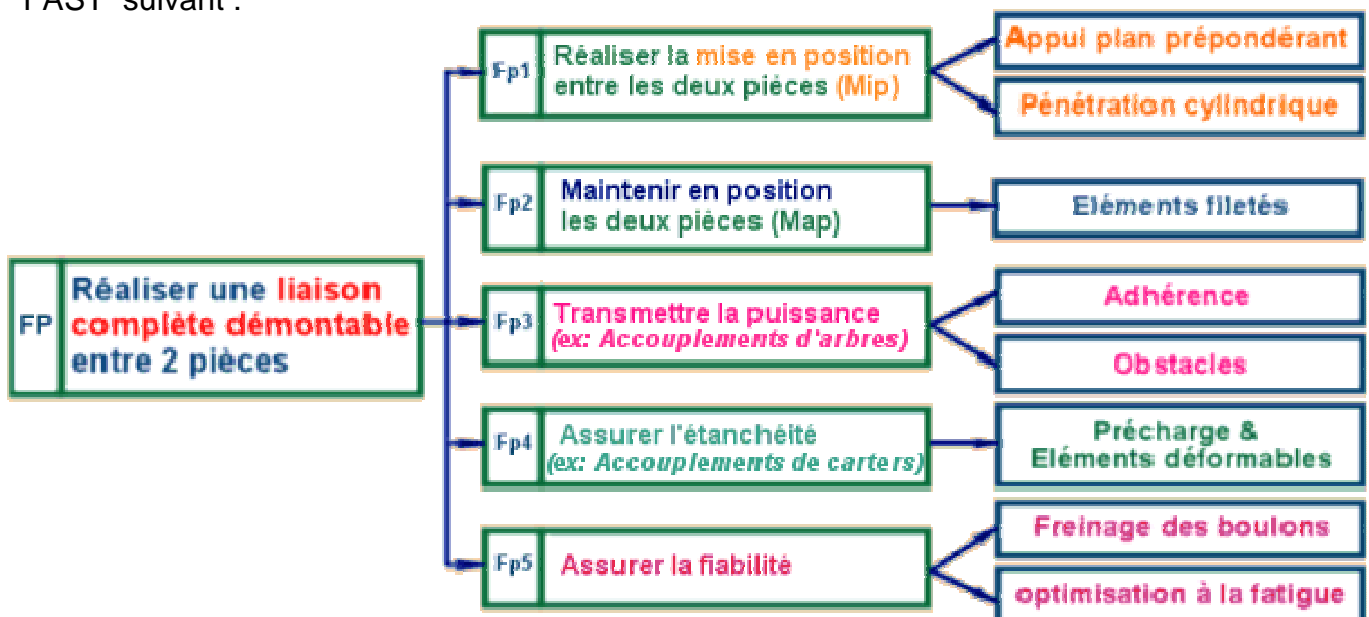 FAST suivant :
Fp1
Réaliser la mise en position
entre les deux pièces (Mip)
Appui plan prépondérant
Pénétration cylindrique
Fp2
Maintenir en position
les deux pièces (Map)
Eléments filetés
FP
Réaliser une liaison
complète démontable
entre 2 pièces
Fp3
Transmettre la puissance
(ex: Accouplements d'arbres)
Adhérence
Obstacles
Fp4
Assurer l'étanchéité
(ex: Accouplements de carters)
Précharge &
Eléments déformables
Fp5
Assurer la fiabilité
Freinage des boulons
optimisation à la fatigue